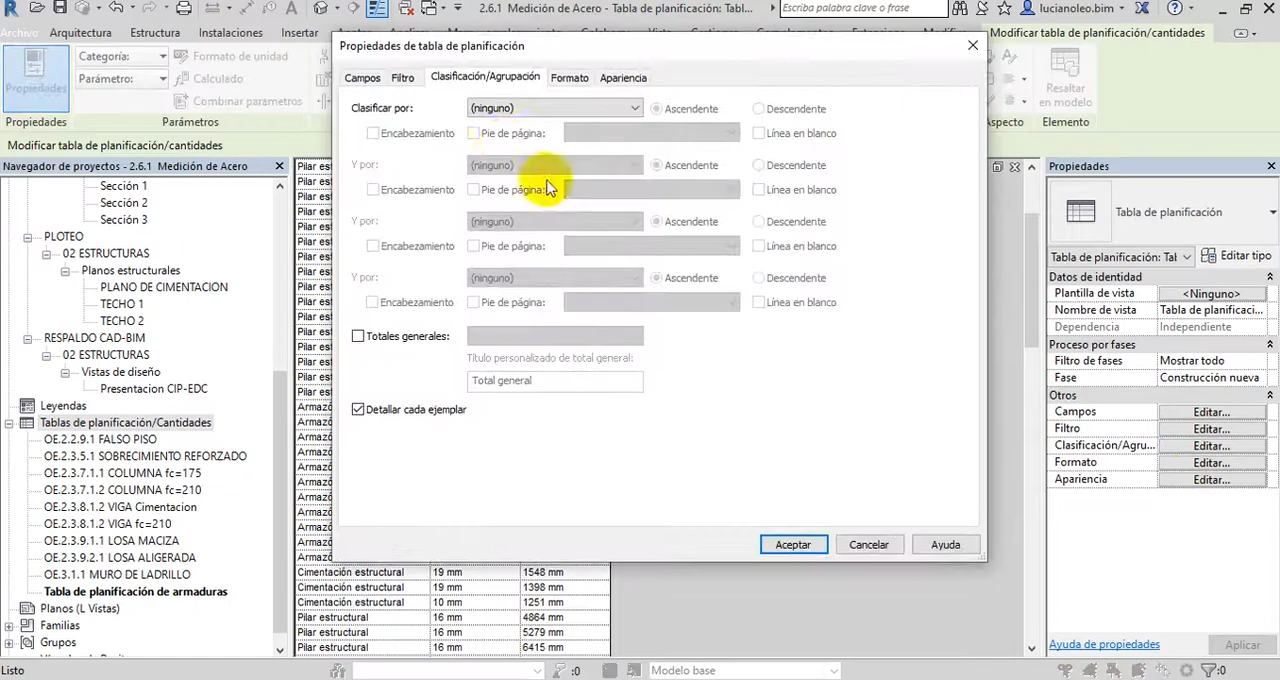 2.6.1 Medición de Acero - Tabla de planificación: Tabl...
Escriba palabra clave o frase
lucianoleo.bim
Archivo Arquitectura Estructura Instalaciones Insertar
Modificar tabla de planificación/cantidades
Propiedades
Categoría:
Parámetro:
Formato de unidad
Calculado
Combinar parámetros
Propiedades
Parámetros
Resaltar
en modelo
Aspecto
Elemento
Modificar tabla de planificación/cantidades
Navegador de proyectos - 2.6.1 Medición de Acero
Sección 1
Sección 2
Sección 3
PLOTEO
02 ESTRUCTURAS
Planos estructurales
PLANO DE CIMENTACION
TECHO 1
TECHO 2
RESPALDO CAD-BIM
02 ESTRUCTURAS
Vistas de diseño
Presentacion CIP-EDC
Leyendas
Tablas de planificación/Cantidades
OE.2.2.9.1 FALSO PISO
OE.2.3.5.1 SOBRECIMIENTO REFORZADO
OE.2.3.7.1.1 COLUMNA fc=175
OE.2.3.7.1.2 COLUMNA fc=210
OE.2.3.8.1.2 VIGA Cimentacion
OE.2.3.8.1.2 VIGA fc=210
OE.2.3.9.1.1 LOSA MACIZA
OE.2.3.9.2.1 LOSA ALIGERADA
OE.3.1.1 MURO DE LADRILLO
Tabla de planificación de armaduras
Planos (L Vistas)
Familias
Grupos
Propiedades de tabla de planificación
Campos Filtro Clasificación/Agrupación Formato Apariencia
Clasificar por: (ninguno) Ascendente Descendente
Encabezamiento Pie de página: Línea en blanco
Y por: (ninguno) Ascendente Descendente
Encabezamiento Pie de página: Línea en blanco
Y por: (ninguno) Ascendente Descendente
Encabezamiento Pie de página: Línea en blanco
Y por: (ninguno) Ascendente Descendente
Encabezamiento Pie de página: Línea en blanco
Totales generales:
Título personalizado de total general:
Total general
Detallar cada ejemplar
Aceptar Cancelar Ayuda
Cimentación estructural 19 mm 1548 mm
Cimentación estructural 19 mm 1398 mm
Cimentación estructural 10 mm 1251 mm
Pilar estructural 16 mm 4864 mm
Pilar estructural 16 mm 5279 mm
Pilar estructural 16 mm 6415 mm
Propiedades
Tabla de planificación
Tabla de planificación: Tal Editar tipo
Datos de identidad
Plantilla de vista <Ninguno>
Nombre de vista Tabla de planificaci...
Dependencia Independiente
Proceso por fases
Filtro de fases Mostrar todo
Fase Construcción nueva
Otros
Campos Editar...
Filtro Editar...
Clasificación/Agru... Editar...
Formato Editar...
Apariencia Editar...
Ayuda de propiedades Aplicar
Listo
:0
Modelo base
:0